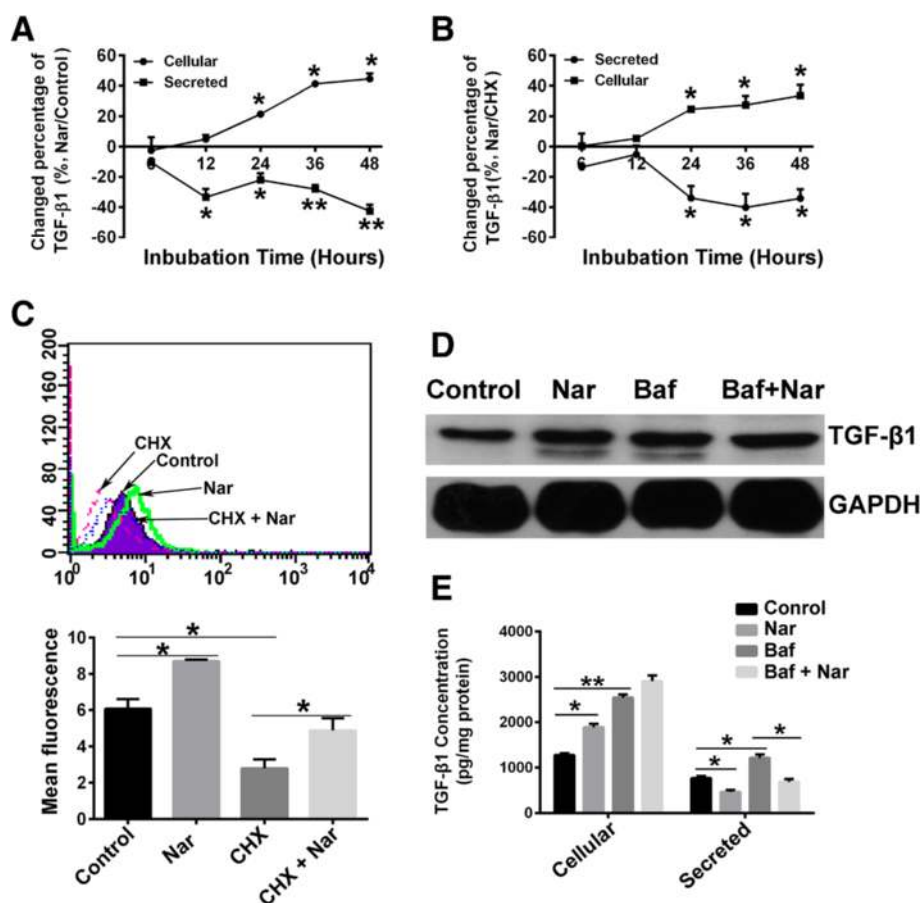 A
Changed percentage of
TGF-β1 (%, Nar/Control)
60
40
20
0
-20
-40
-60
Cellular
Secreted
* * *
6 12 24 36 48
* * ** **
Inbubation Time (Hours)
B
Changed percentage of
TGF-β1(%, Nar/CHX)
60
40
20
0
-20
-40
-60
Secreted
Cellular
* * *
6 12 24 36 48
* * *
Inbubation Time (Hours)
C
200
160
120
80
40
0
CHX
Control
Nar
CHX + Nar
10⁰ 10¹ 10² 10³ 10⁴
Mean fluorescence
10
8
6
4
2
0
*
*
*
Control
Nar
CHX
CHX + Nar
D
Control Nar Baf Baf+Nar
TGF-β1
GAPDH
E
TGF-β1 Concentration
(pg/mg protein)
4000
3000
2000
1000
0
Conrol
Nar
Baf
Baf + Nar
**
*
* *
*
Cellular
Secreted